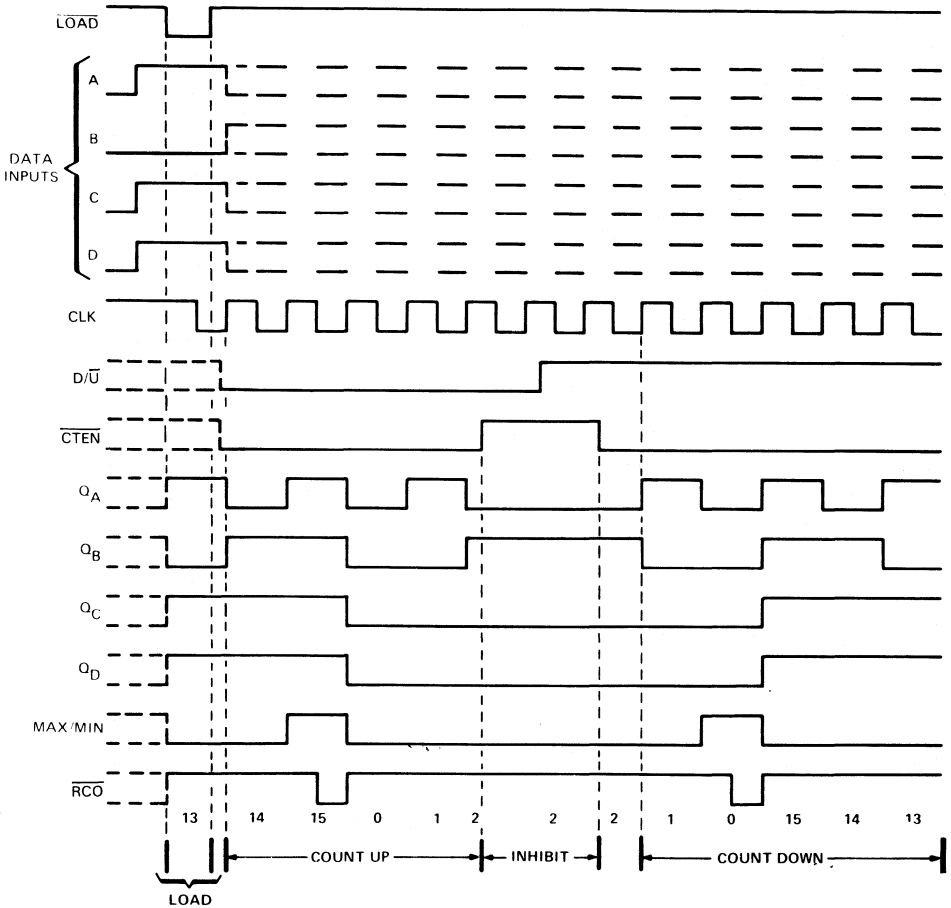 LOAD
A
B
DATA
INPUTS
C
D
CLK
D/U
CTEN
QA
QB
QC
QD
MAX/MIN
RCO
13 14 15 0 1 2 2 2 1 0 15 14 13
COUNT UP INHIBIT COUNT DOWN
LOAD